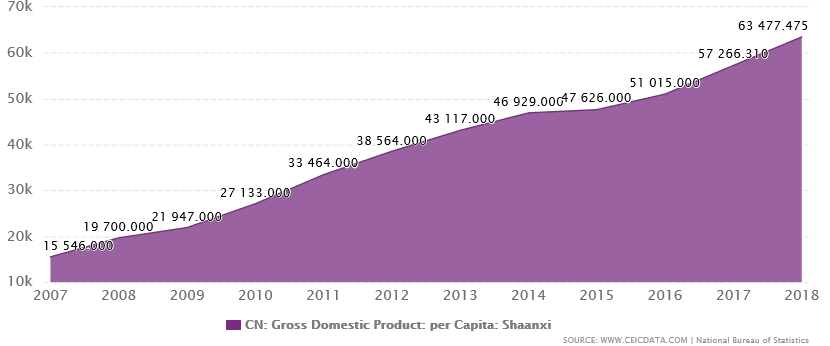 70k
60k
50k
40k
30k
20k
10k
15 546.000
19 700.000
21 947.000
27 133.000
33 464.000
38 564.000
43 117.000
46 929.000
47 626.000
51 015.000
57 266.310
63 477.475
2007 2008 2009 2010 2011 2012 2013 2014 2015 2016 2017 2018
CN: Gross Domestic Product: per Capita: Shaanxi
SOURCE: WWW.CEICDATA.COM | National Bureau of Statistics